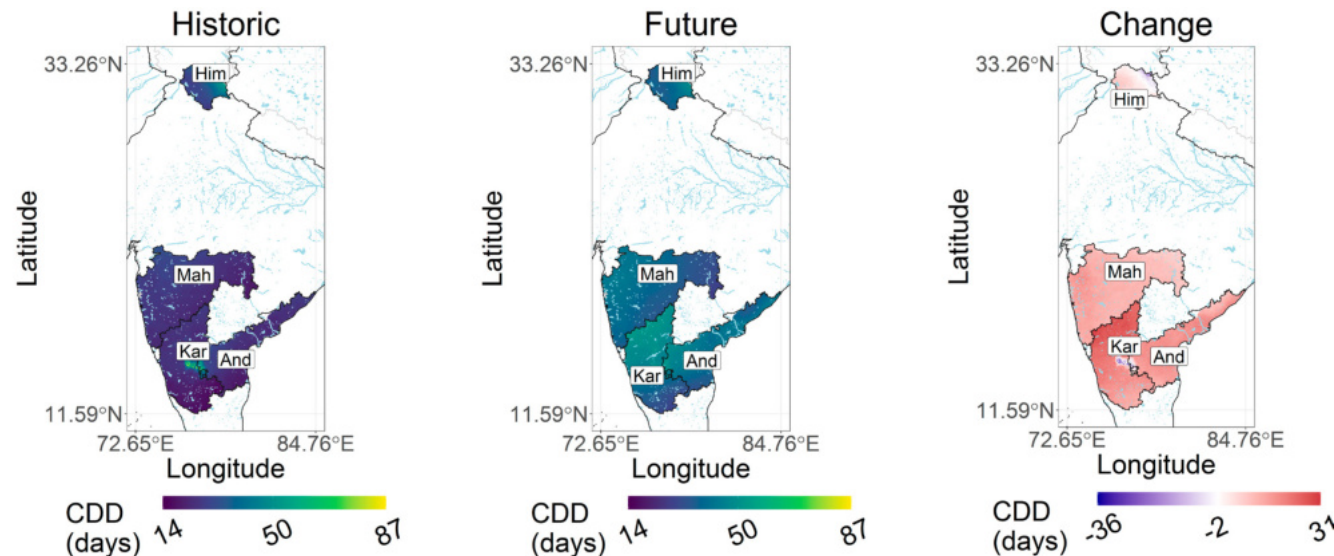 Historic
33.26°N
Him
Mah
Kar
And
11.59°N
72.65°E 84.76°E
Latitude
Longitude
CDD
(days)
14 50 87
Future
33.26°N
Him
Mah
Kar
And
11.59°N
72.65°E 84.76°E
Latitude
Longitude
CDD
(days)
14 50 87
Change
33.26°N
Him
Mah
Kar
And
11.59°N
72.65°E 84.76°E
Latitude
Longitude
CDD
(days)
-36 -2 31